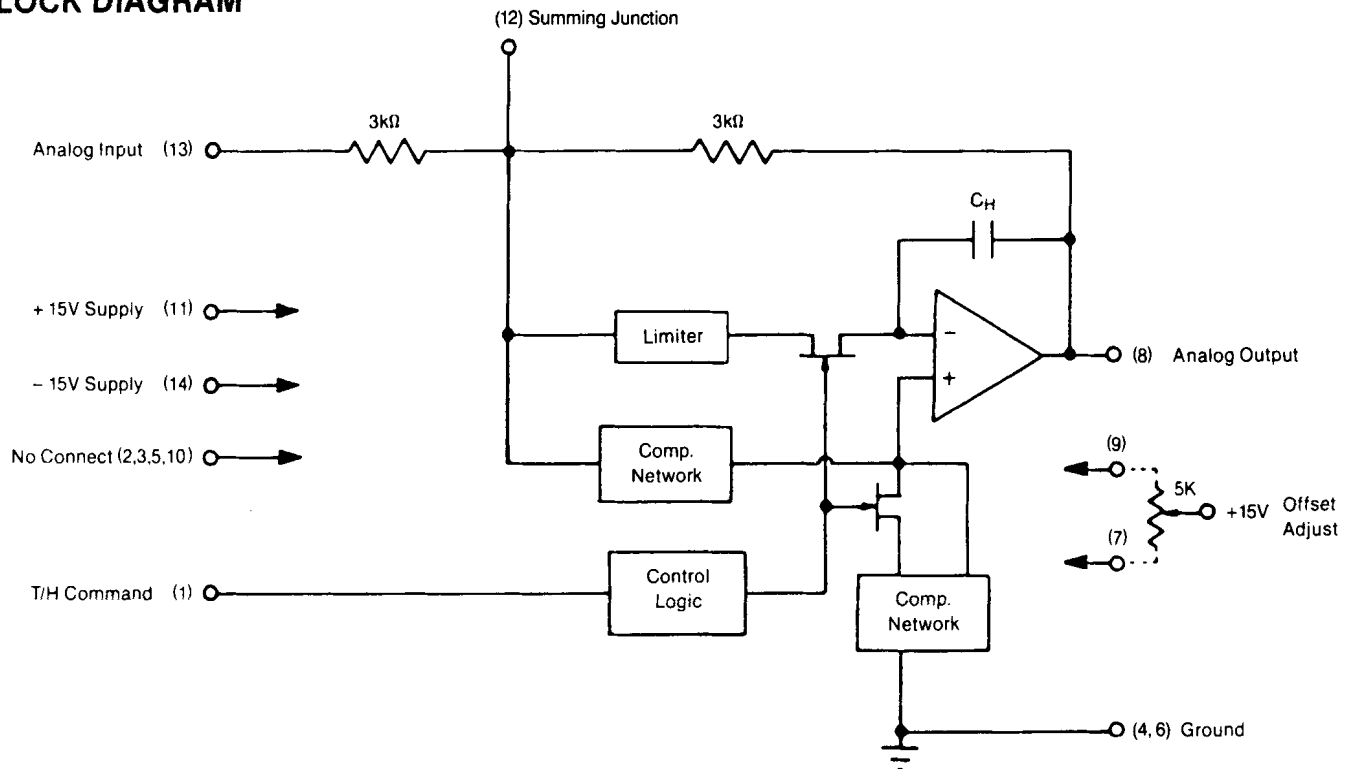 LOCK DIAGRAM
(12) Summing Junction
3kΩ
3kΩ
Analog Input (13)
C_H
+ 15V Supply (11)
Limiter
−
(8) Analog Output
− 15V Supply (14)
+
No Connect (2,3,5,10)
Comp.
Network
(9)
5K
+15V
Offset
Adjust
(7)
T/H Command (1)
Control
Logic
Comp.
Network
(4, 6) Ground